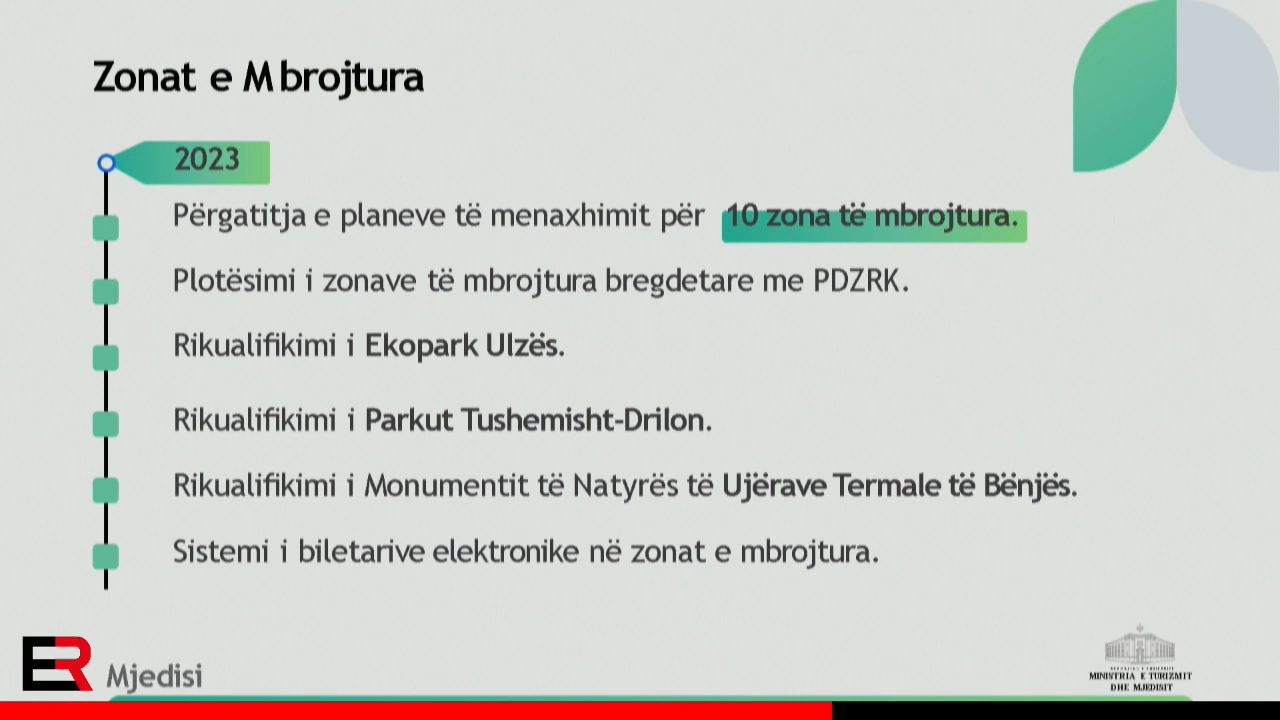 Zonat e Mbrojtura
2023
Përgatitja e planeve të menaxhimit për 10 zona të mbrojtura.
Plotësimi i zonave të mbrojtura bregdetare me PDZRK.
Rikualifikimi i Ekopark Ulzës.
Rikualifikimi i Parkut Tushemisht-Drilon.
Rikualifikimi i Monumentit të Natyrës të Ujërave Termale të Bënjës.
Sistemi i biletarive elektronike në zonat e mbrojtura.
ER
Mjedisi
MINISTRIA E TURIZMIT
DHE MJEDISIT